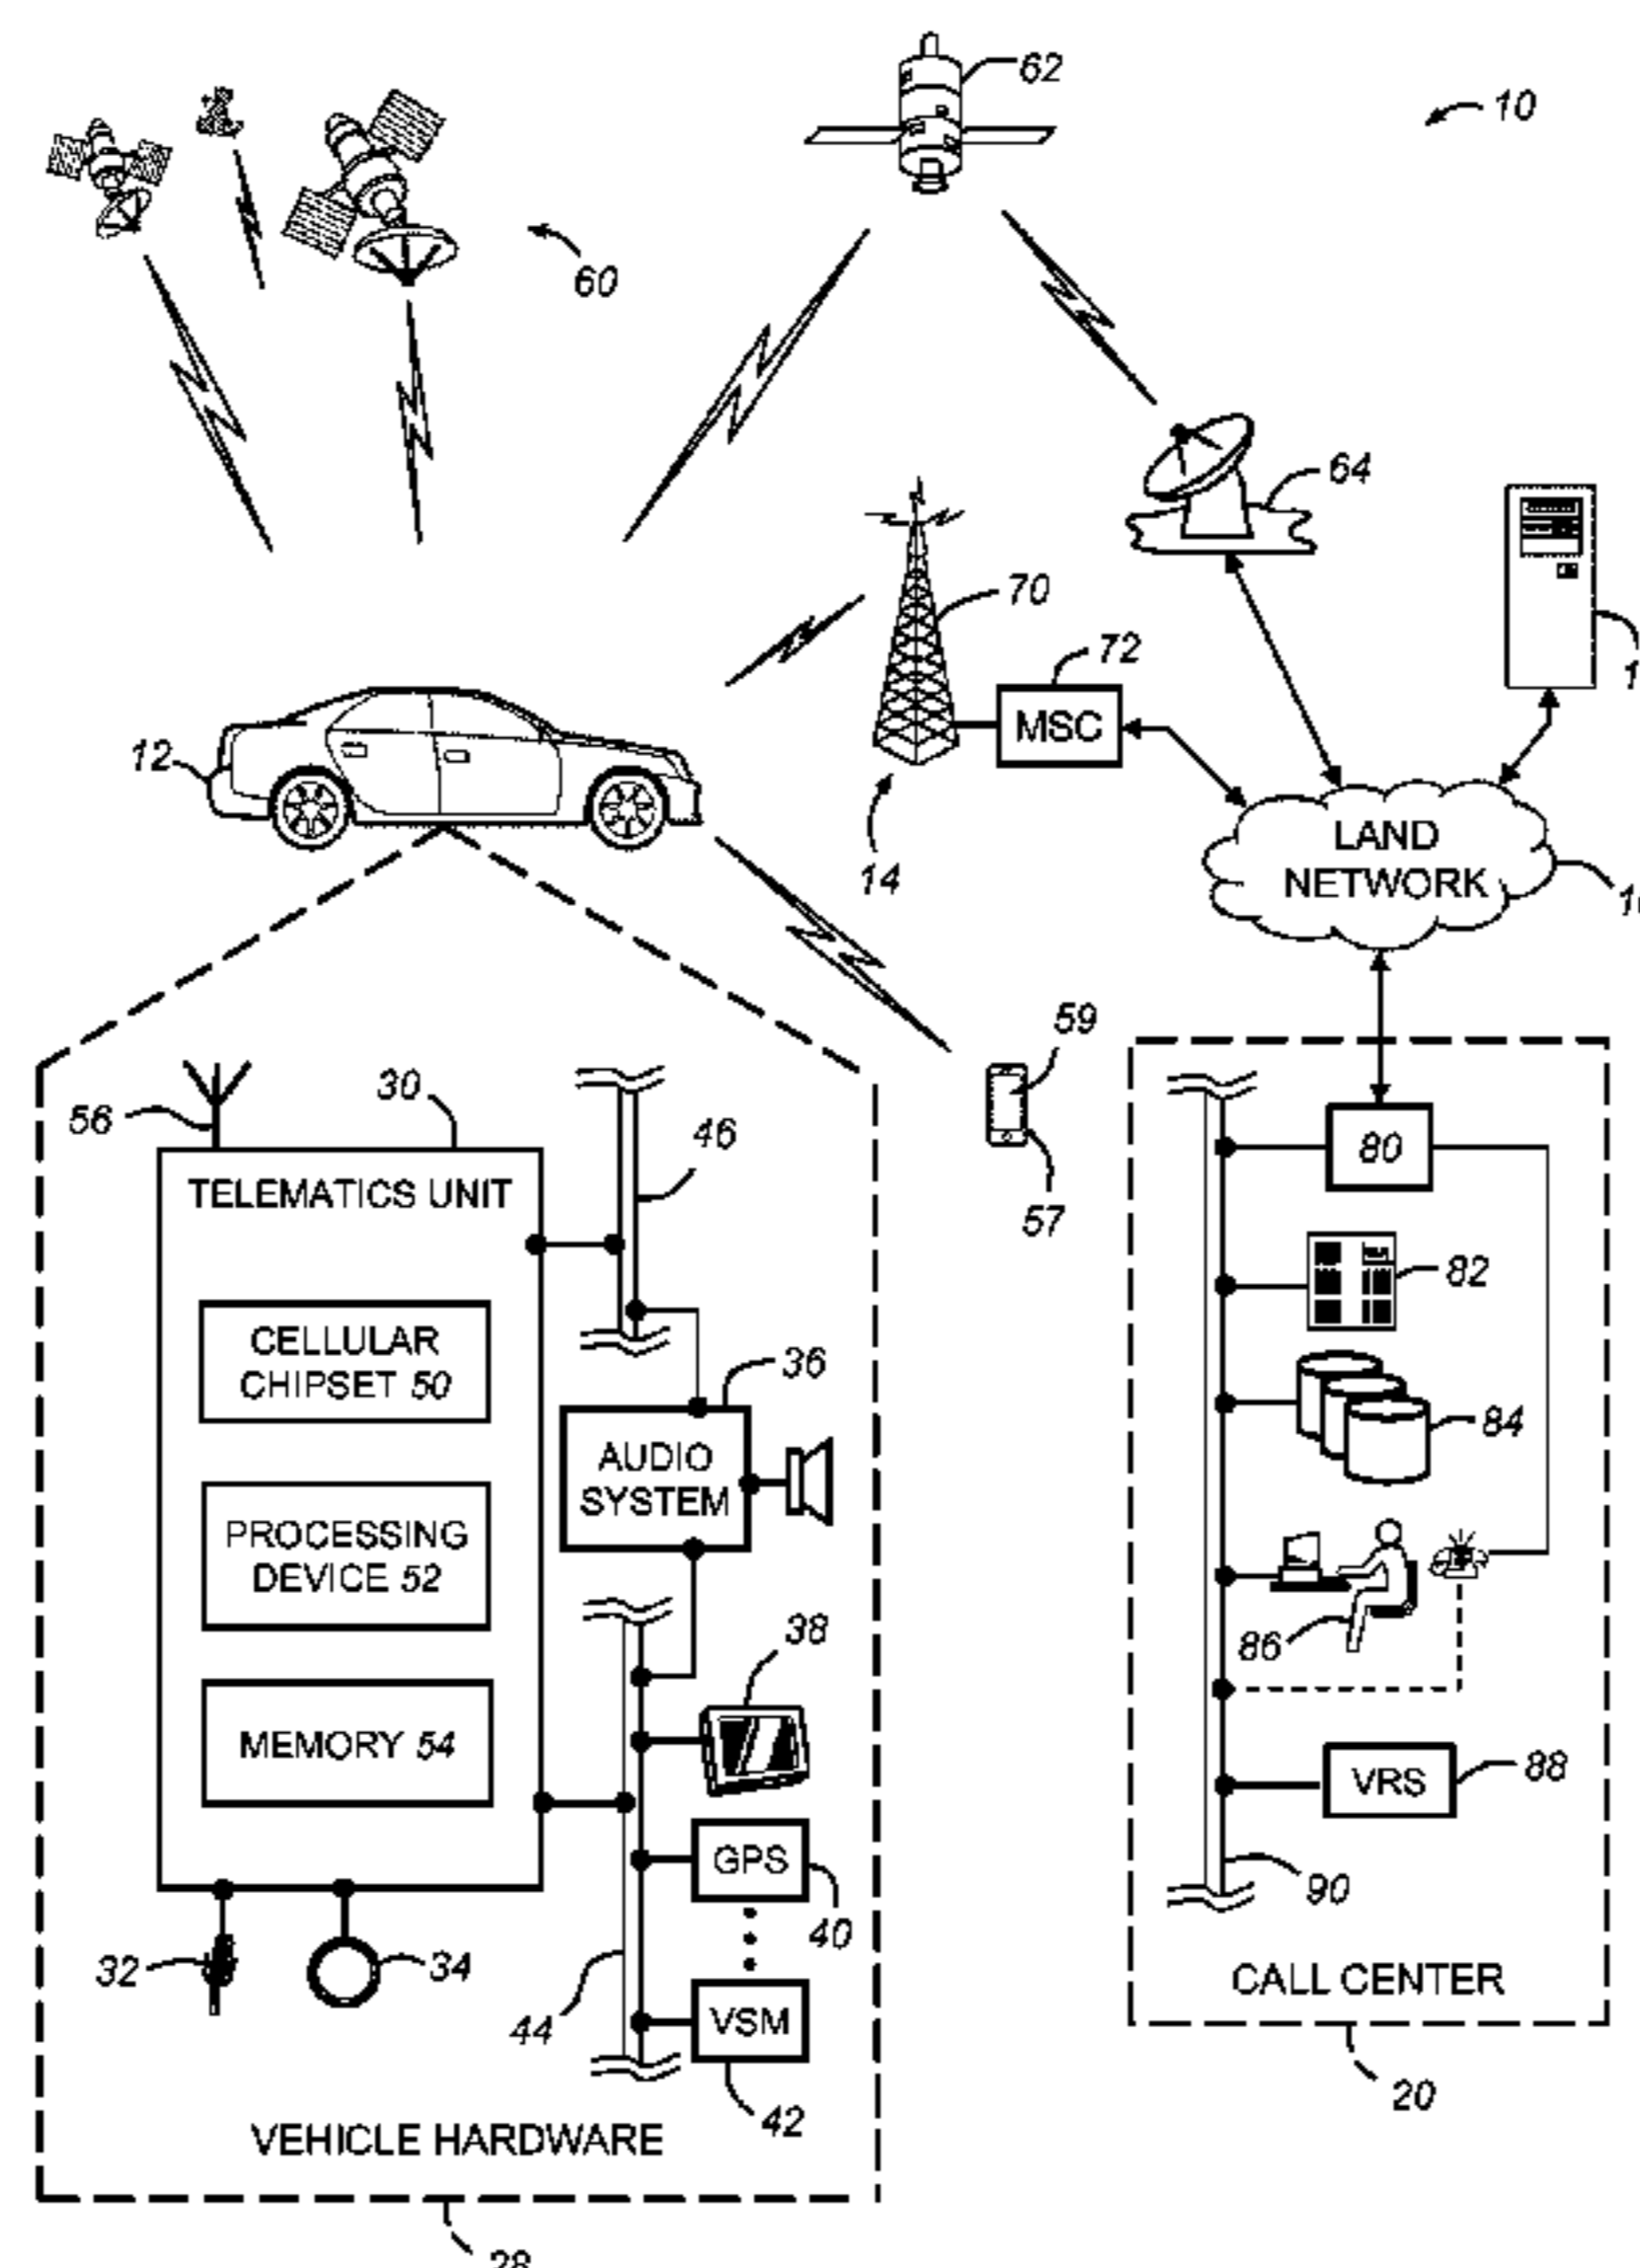 62
10
60
64
70
72
MSC
12
14
LAND
NETWORK
59
57
56
30
46
TELEMATICS UNIT
CELLULAR
CHIPSET 50
36
AUDIO
SYSTEM
PROCESSING
DEVICE 52
38
MEMORY 54
GPS
40
32
34
44
VSM
42
VEHICLE HARDWARE
28
80
82
84
86
VRS
88
90
CALL CENTER
20